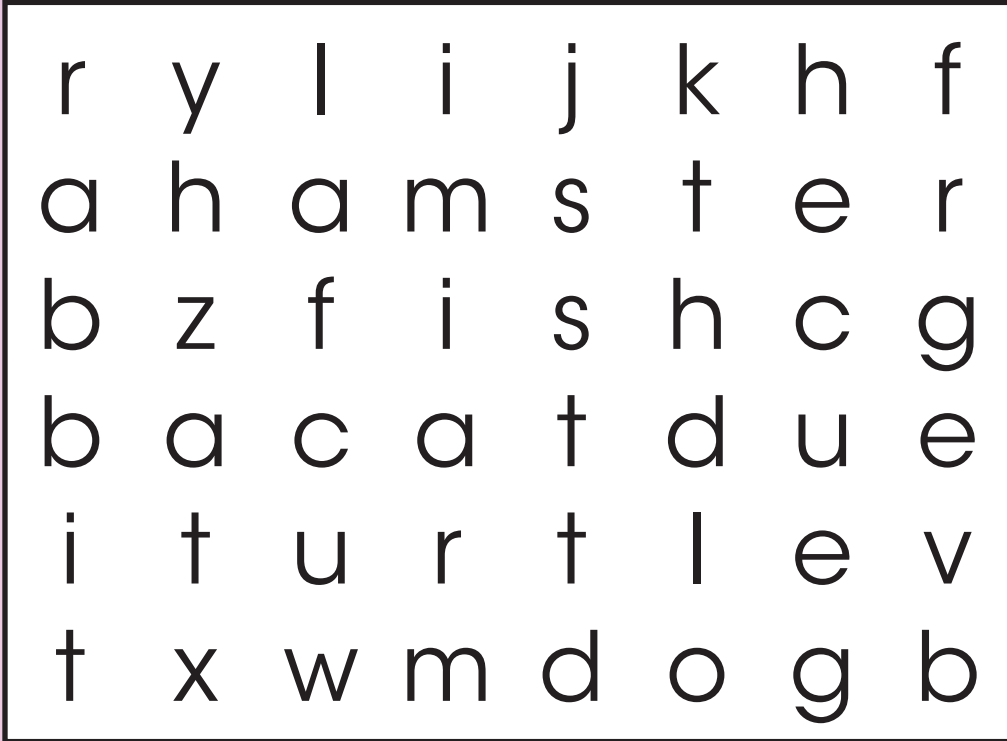 r y l i j k h f
a h a m s t e r
b z f i s h c g
b a c a t d u e
i t u r t l e v
t x w m d o g b